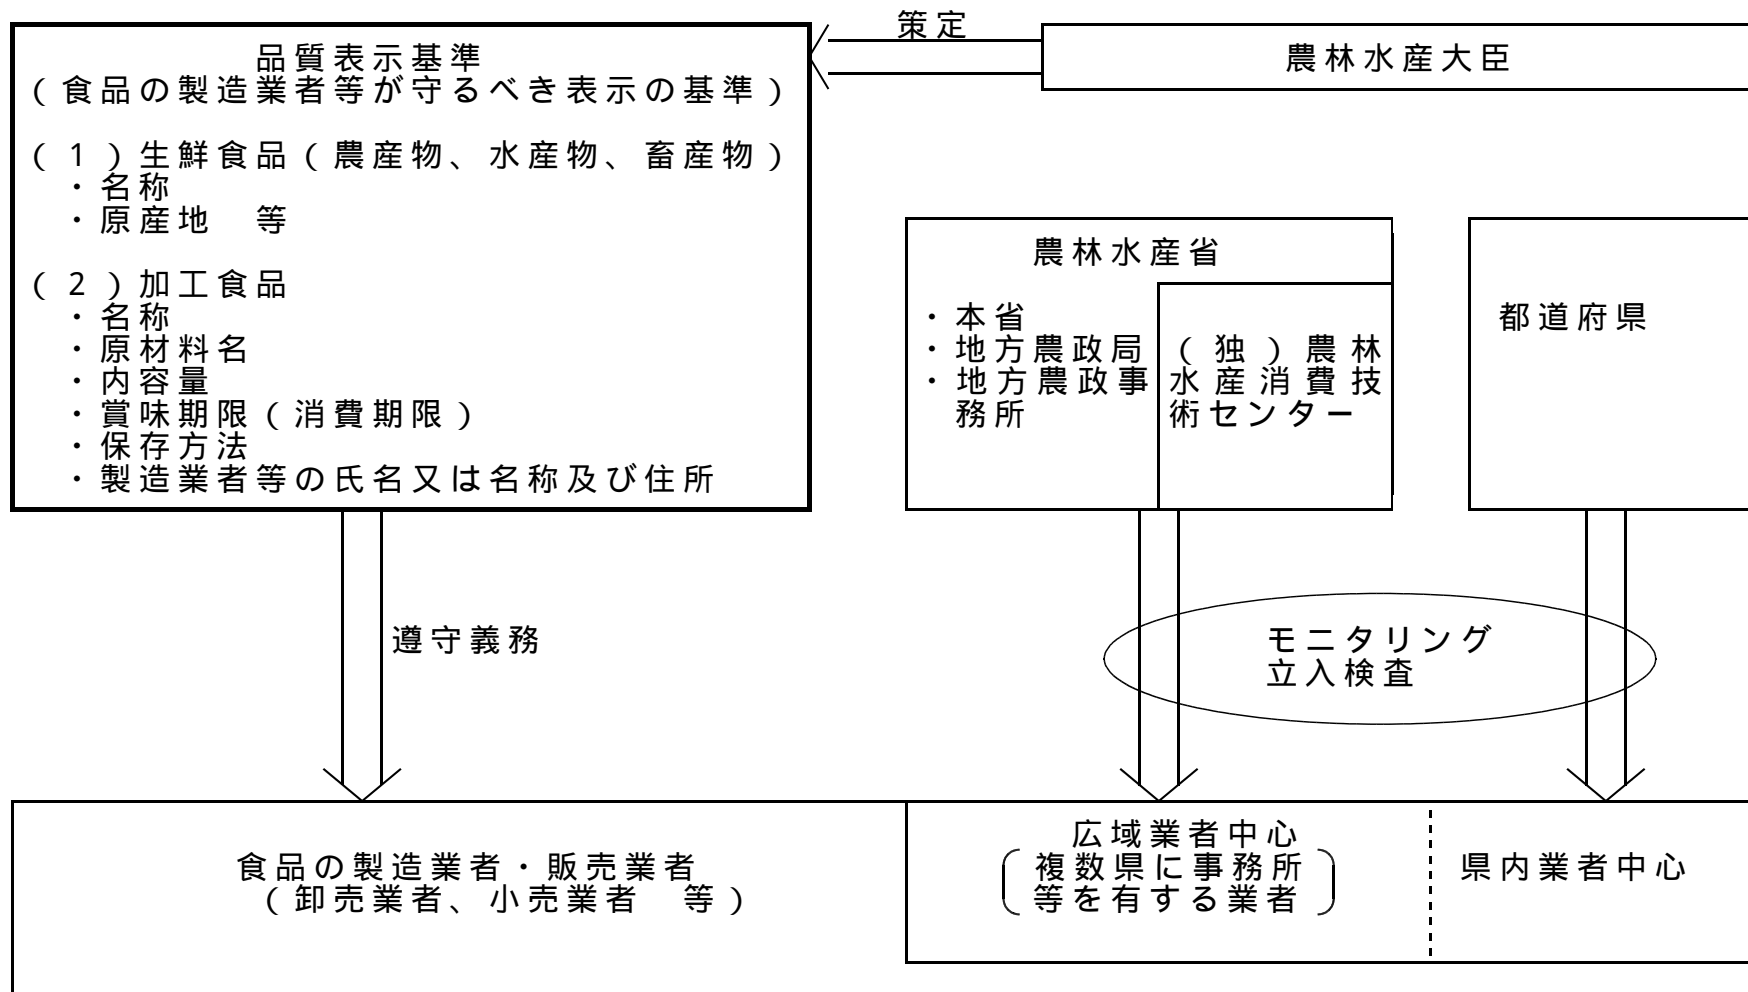 策定
品質表示基準
(食品の製造業者等が守るべき表示の基準)
(1)生鮮食品(農産物、水産物、畜産物)
・名称
・原産地　等
(2)加工食品
・名称
・原材料名
・内容量
・賞味期限(消費期限)
・保存方法
・製造業者等の氏名又は名称及び住所
農林水産大臣
農林水産省
・本省
・地方農政局
・地方農政事
務所
(独)農林
水産消費技
術センター
都道府県
遵守義務
モニタリング
立入検査
食品の製造業者・販売業者
(卸売業者、小売業者　等)
広域業者中心
複数県に事務所
等を有する業者
県内業者中心